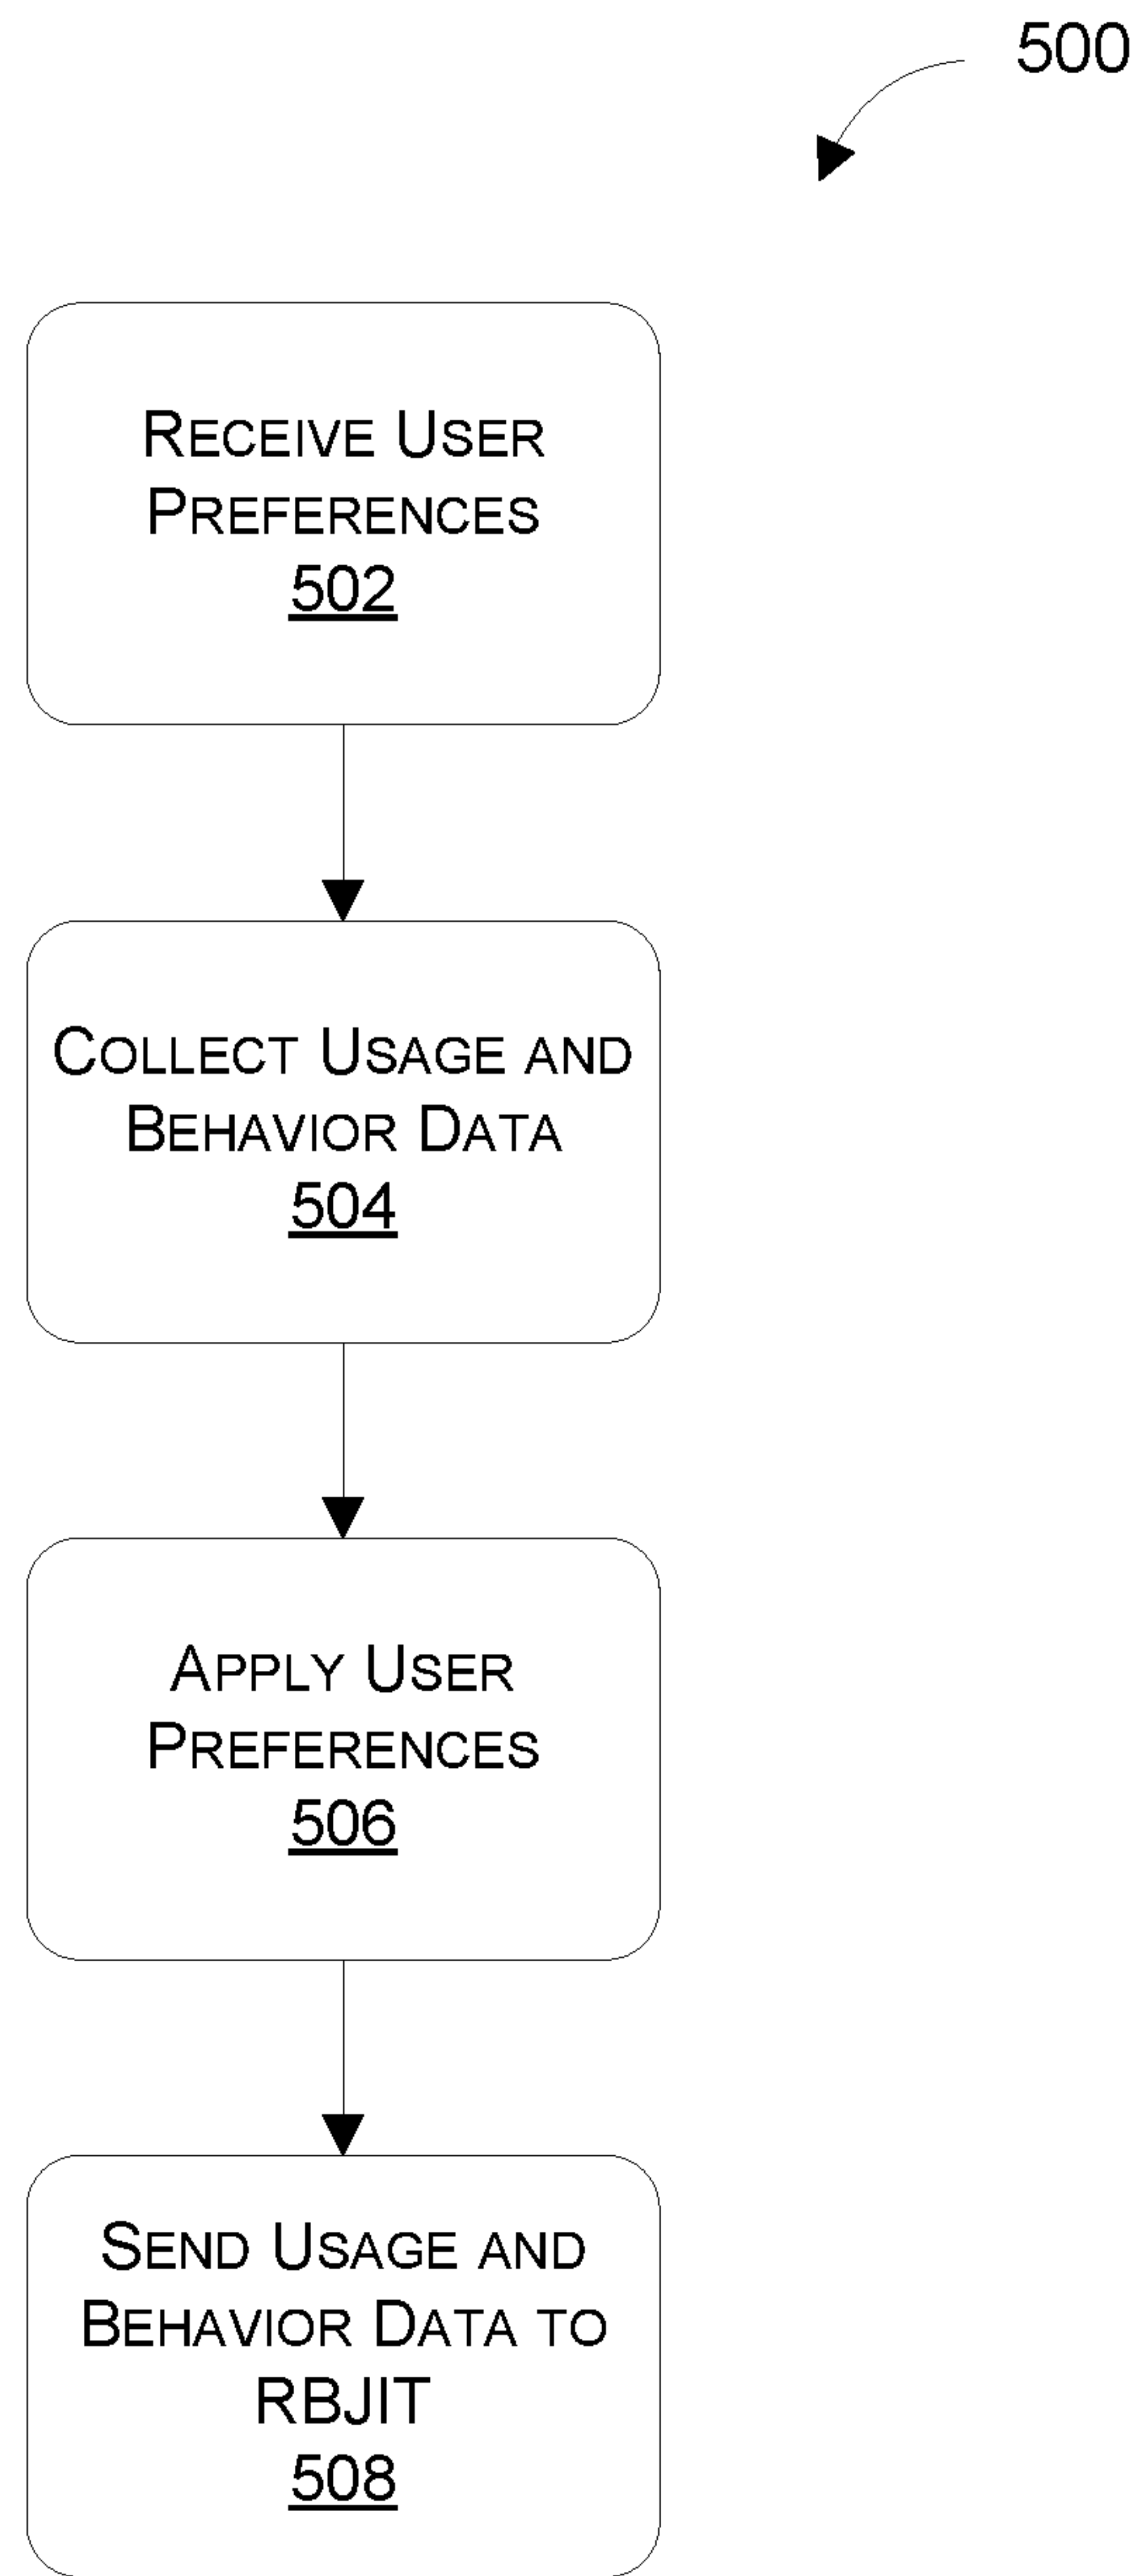 500
RECEIVE USER
PREFERENCES
502
COLLECT USAGE AND
BEHAVIOR DATA
504
APPLY USER
PREFERENCES
506
SEND USAGE AND
BEHAVIOR DATA TO
RBJIT
508